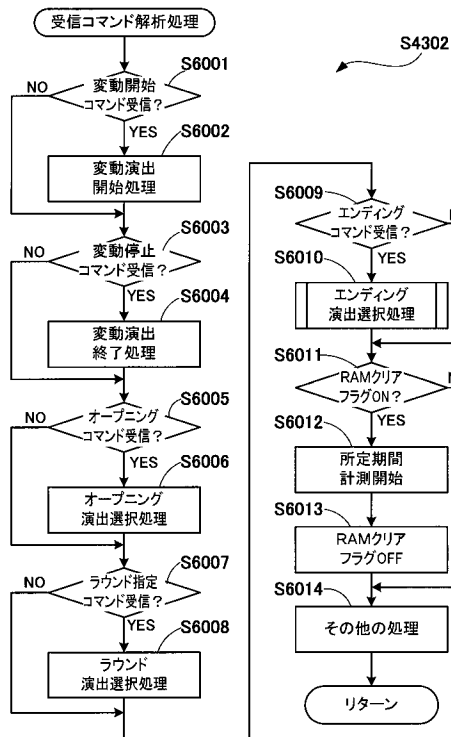 受信コマンド解析処理
S4302
S6001
NO
変動開始
コマンド受信？
YES
S6002
変動演出
開始処理
S6003
NO
変動停止
コマンド受信？
YES
S6004
変動演出
終了処理
S6005
NO
オープニング
コマンド受信？
YES
S6006
オープニング
演出選択処理
S6007
NO
ラウンド指定
コマンド受信？
YES
S6008
ラウンド
演出選択処理
S6009
エンディング
コマンド受信？
YES
S6010
エンディング
演出選択処理
S6011
RAMクリア
フラグON？
YES
S6012
所定期間
計測開始
S6013
RAMクリア
フラグOFF
S6014
その他の処理
リターン